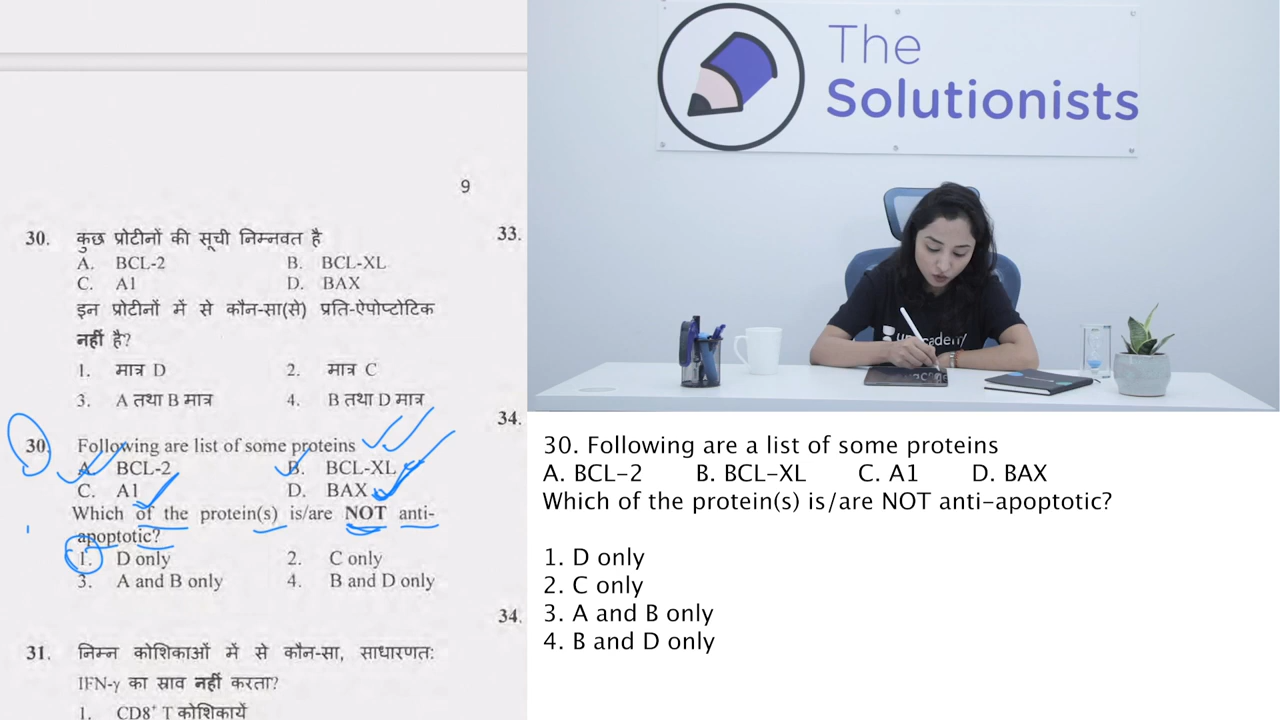 9
30. कुछ प्रोटीनों की सूची निम्नवत है
A. BCL-2 B. BCL-XL
C. A1 D. BAX
इन प्रोटीनों में से कौन-सा(से) प्रति-ऐपोप्टोटिक
नहीं है?
1. मात्र D 2. मात्र C
3. A तथा B मात्र 4. B तथा D मात्र
30. Following are list of some proteins
A. BCL-2 B. BCL-XL
C. A1 D. BAX
Which of the protein(s) is/are NOT anti-
apoptotic?
1. D only 2. C only
3. A and B only 4. B and D only
31. निम्न कोशिकाओं में से कौन-सा, साधारणत:
IFN-γ का स्राव नहीं करता?
1. CD8+ T कोशिकायें
33.
34.
34.
The
Solutionists
30. Following are a list of some proteins
A. BCL-2 B. BCL-XL C. A1 D. BAX
Which of the protein(s) is/are NOT anti-apoptotic?
1. D only
2. C only
3. A and B only
4. B and D only